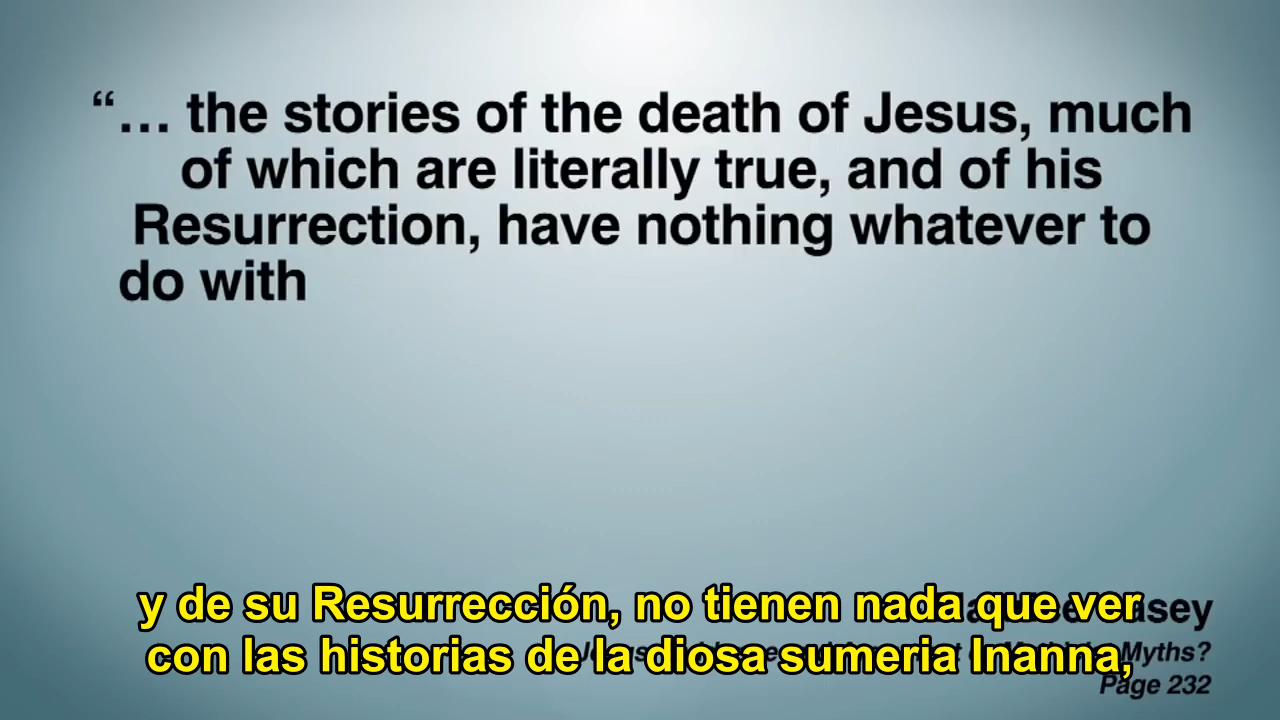 “… the stories of the death of Jesus, much
of which are literally true, and of his
Resurrection, have nothing whatever to
do with
y de su Resurrección, no tienen nada que ver
con las historias de la diosa sumeria Inanna,
Myths?
Page 232